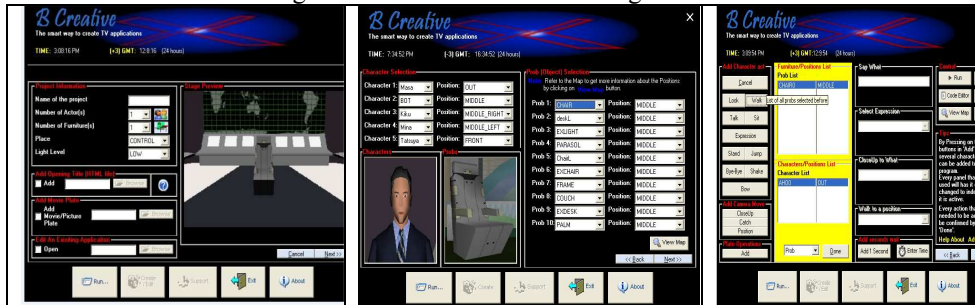 B Creative
The smart way to create TV applications
TIME: 3:08:16 PM (+3) GMT: 12:8:16 (24 hours)
Project Information
Name of the project
Number of Actor(s) 1
Number of Furniture(s) 1
Place CONTROL
Light Level LOW
Add Opening Title (HTML file)
Add Browse
Add Movie Plate
Add Movie/Picture Plate Browse
Edit An Existing Application
Open Browse
Stage Preview
Cancel Next >>
Run... Support Exit About
B Creative
The smart way to create TV applications
X
TIME: 7:34:52 PM (+3) GMT: 16:34:52 (24 hours)
Character Selection
Character 1: Masa Position: OUT
Character 2: BOT Position: MIDDLE
Character 3: Kiku Position: MIDDLE_RIGHT
Character 4: Mina Position: MIDDLE_LEFT
Character 5: Tatsuya Position: FRONT
Characters Probs
Prob (Object) Selection
Note: Refer to the Map to get more information about the Positions
by clicking on View Map button.
Prob 1: CHAIR Position: MIDDLE
Prob 2: deskL Position: MIDDLE
Prob 3: EXLIGHT Position: MIDDLE
Prob 4: PARASOL Position: MIDDLE
Prob 5: ChairL Position: MIDDLE
Prob 6: EXCHAIR Position: MIDDLE
Prob 7: FRAME Position: MIDDLE
Prob 8: COUCH Position: MIDDLE
Prob 9: EXDESK Position: MIDDLE
Prob 10: PALM Position: MIDDLE
View Map
<< Back Next >>
Run... Create Support Exit About
B Creative
The smart way to create TV applications
TIME: 3:09:54 PM (+3) GMT: 12:9:54 (24 hours)
Add Character act
Cancel
Look Walk
Talk Sit
Expression
Stand Jump
Bye-Bye Shake
Bow
Add Camera Move
CloseUp
Catch
Position
Plate Operations
Add
Furniture/Positions List
Prob List
CHAIR0 MIDDLE
List of all probs selected before
Characters/Positions List
Character List
AHDO OUT
Prob Done
Say What
Select Expression
CloseUp to What
Walk to a position
Add seconds wait
Add 1 Second Enter Time
Control
Run
Code Editor
View Map
Tips
By Pressing on
buttons in 'Add
several charact
can be added t
program.
Every panel tha
used will has it
changed to indi
it is active.
Every action tha
needed to be a
be confirmed by
'Done'.
Help About Ad
<< Back
Run... Support Exit About